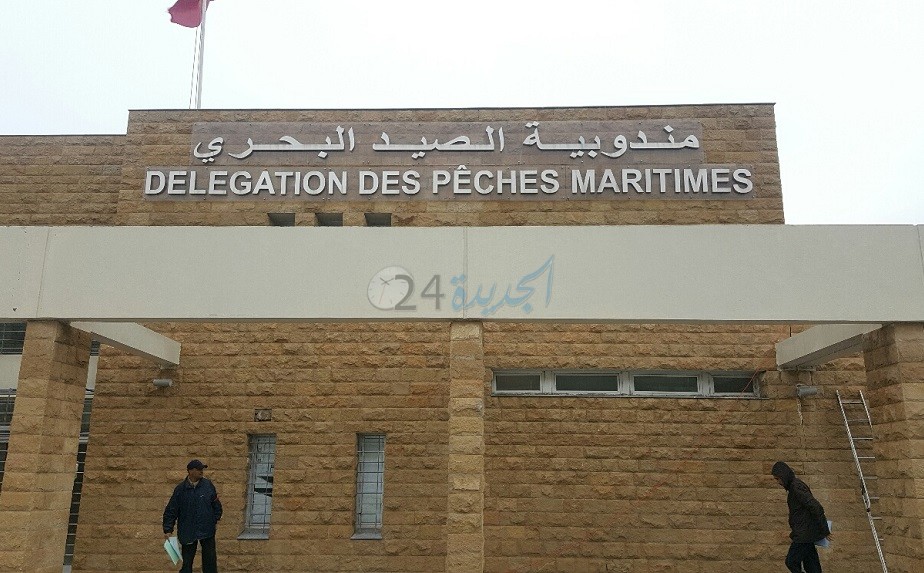 مندوبية الصيد البحري
DELEGATION DES PÊCHES MARITIMES
الجديدة 24